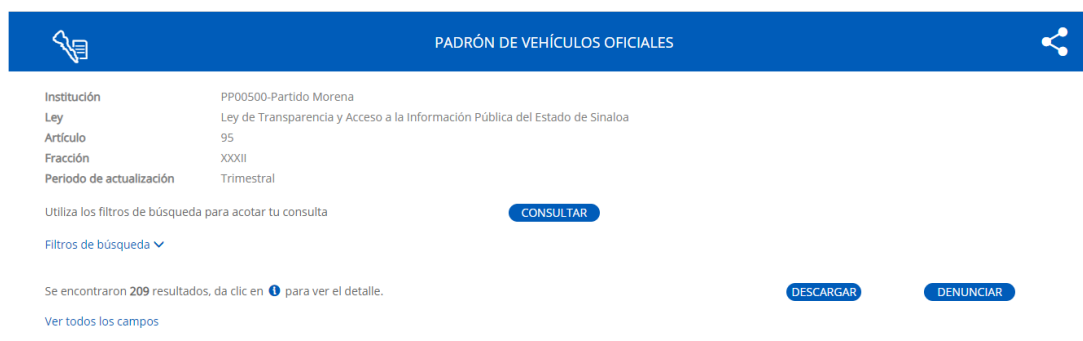 PADRÓN DE VEHÍCULOS OFICIALES
Institución PP00500-Partido Morena
Ley Ley de Transparencia y Acceso a la Información Pública del Estado de Sinaloa
Artículo 95
Fracción XXXII
Periodo de actualización Trimestral
Utiliza los filtros de búsqueda para acotar tu consulta CONSULTAR
Filtros de búsqueda
Se encontraron 209 resultados, da clic en i para ver el detalle. DESCARGAR DENUNCIAR
Ver todos los campos